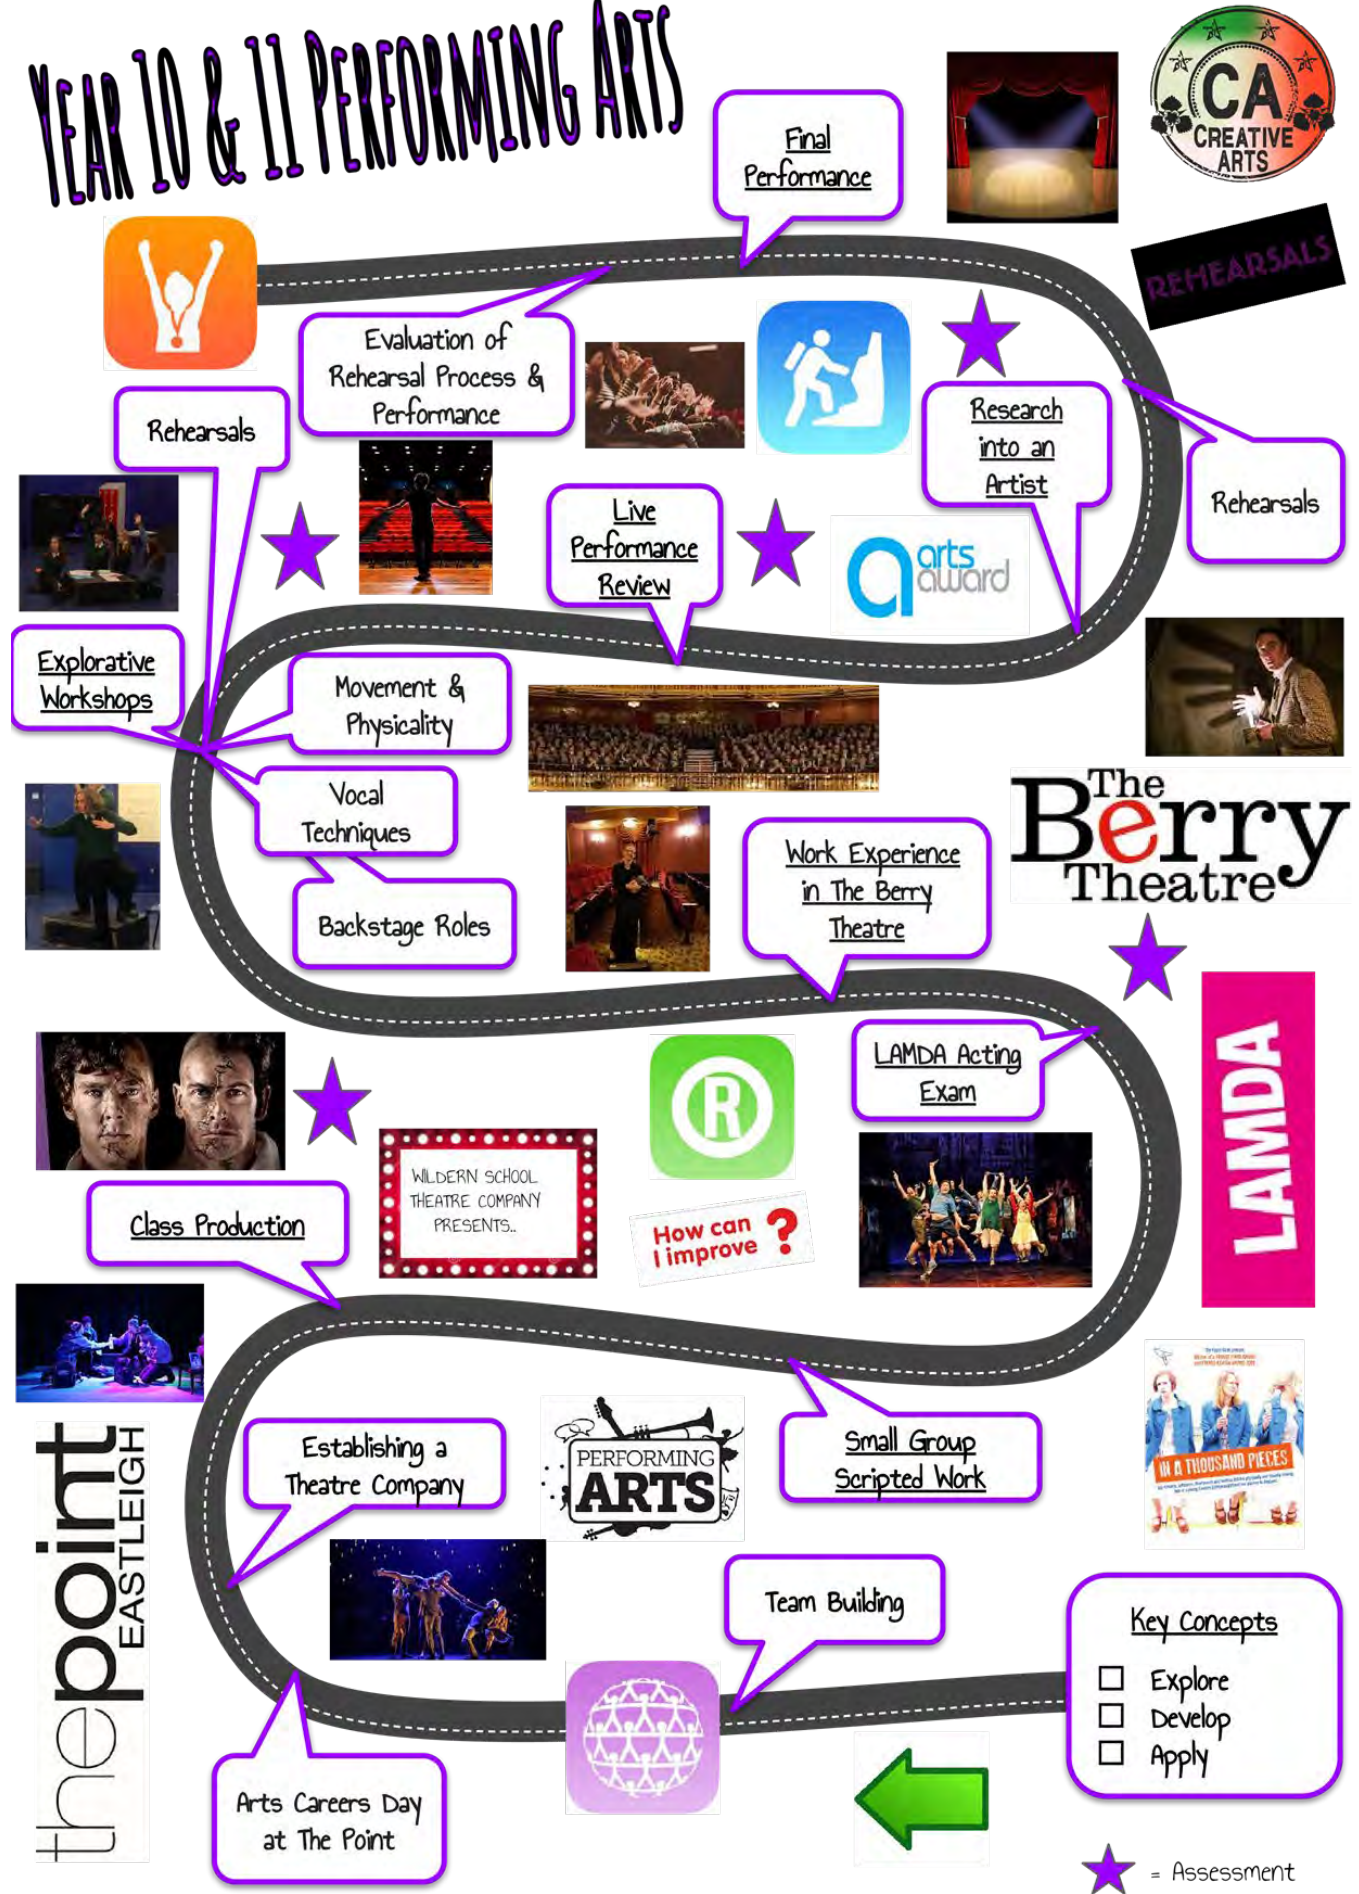 YEAR 10 & 11 PERFORMING ARTS
CA
CREATIVE
ARTS
Final
Performance
REHEARSALS
Evaluation of
Rehearsal Process &
Performance
Rehearsals
Research
into an
Artist
Rehearsals
Live
Performance
Review
a arts
award
Explorative
Workshops
Movement &
Physicality
Vocal
Techniques
Backstage Roles
The
Berry
Theatre
Work Experience
in The Berry
Theatre
LAMDA Acting
Exam
LAMDA
R
WILDERN SCHOOL
THEATRE COMPANY
PRESENTS..
How can
I improve ?
Class Production
Small Group
Scripted Work
IN A THOUSAND PIECES
Establishing a
Theatre Company
PERFORMING
ARTS
thepoint
EASTLEIGH
Team Building
Key Concepts
Explore
Develop
Apply
Arts Careers Day
at The Point
= Assessment